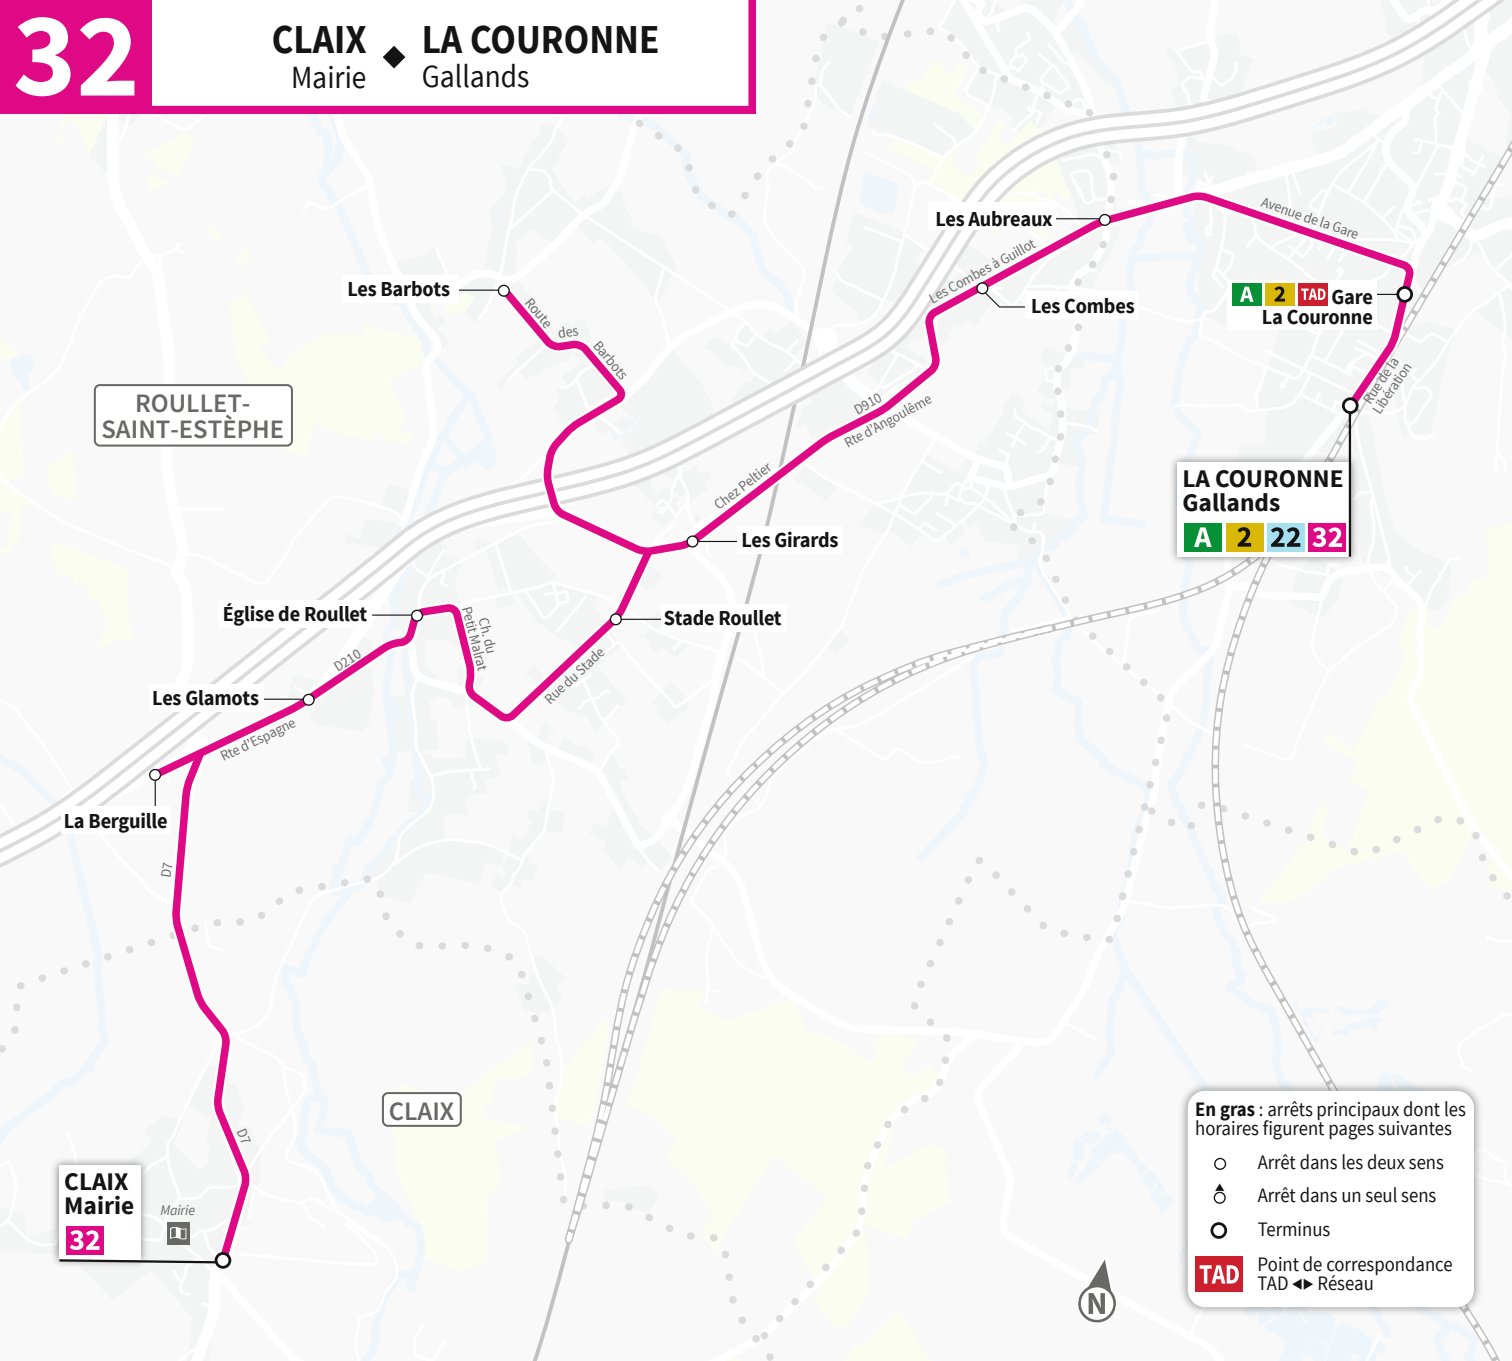 32
CLAIX
Mairie
LA COURONNE
Gallands
Les Aubreaux
Avenue de la Gare
Les Combes à Guillot
Les Barbots
Les Combes
A 2 TAD Gare
La Couronne
Route des Barbots
Rue de la
Libération
ROULLET-
SAINT-ESTÈPHE
D910
Rte d'Angoulême
Chez Peltier
LA COURONNE
Gallands
A 2 22 32
Les Girards
Église de Roullet
Ch. du
Petit Malrat
Stade Roullet
D210
Rue du Stade
Les Glamots
Rte d'Espagne
La Berguille
D7
CLAIX
D7
CLAIX
Mairie
32
Mairie
N
En gras : arrêts principaux dont les
horaires figurent pages suivantes
Arrêt dans les deux sens
Arrêt dans un seul sens
Terminus
TAD
Point de correspondance
TAD Réseau